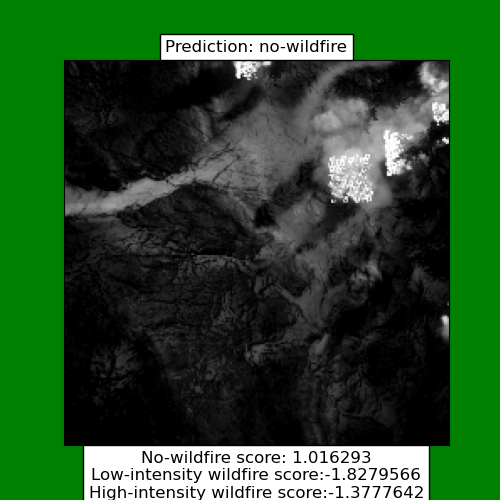 Prediction: no-wildfire
No-wildfire score: 1.016293
Low-intensity wildfire score:-1.8279566
High-intensity wildfire score:-1.3777642